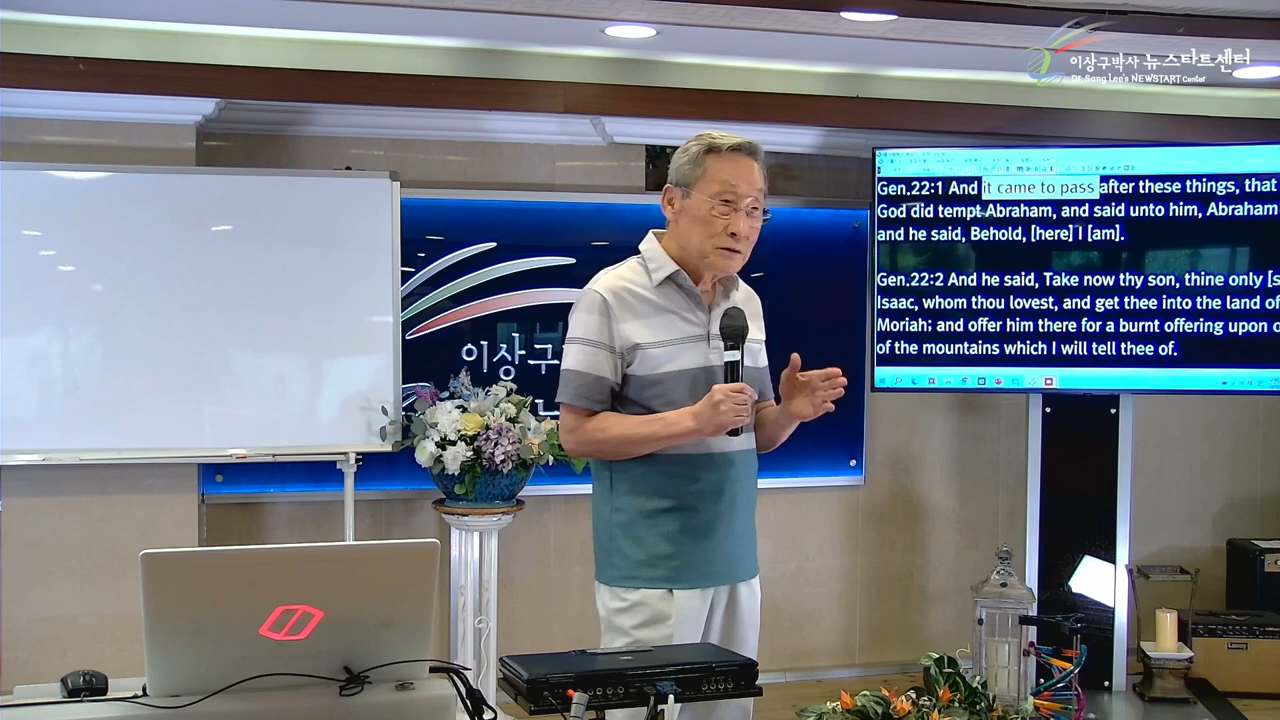 이상구박사 뉴스타트센터
Dr. Sang Lee's NEWSTART Center
Gen.22:1 And it came to pass after these things, that
God did tempt Abraham, and said unto him, Abraham
and he said, Behold, [here] I [am].
Gen.22:2 And he said, Take now thy son, thine only [s
Isaac, whom thou lovest, and get thee into the land of
Moriah; and offer him there for a burnt offering upon
of the mountains which I will tell thee of.
이상구
Laney